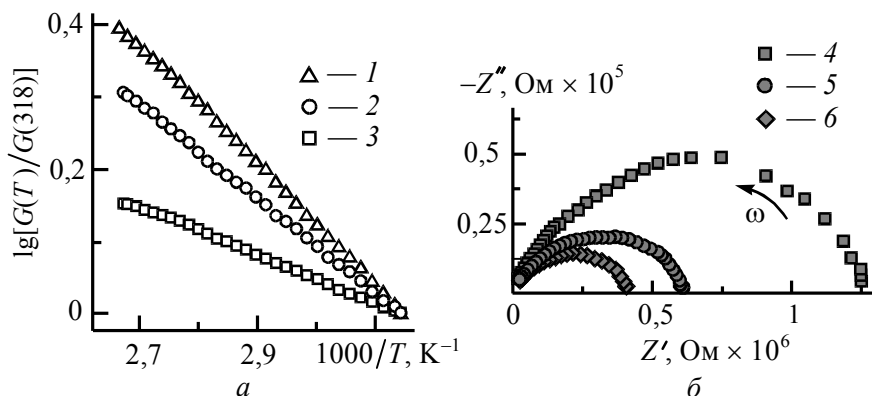 0,4
0,2
0
lg[G(T)/G(318)]
2,7
2,9
1000/T, K⁻¹
— 1
— 2
— 3
а
−Z″, Ом × 10⁵
0,5
0,25
0
0,5
1
Z′, Ом × 10⁶
— 4
— 5
— 6
ω
б